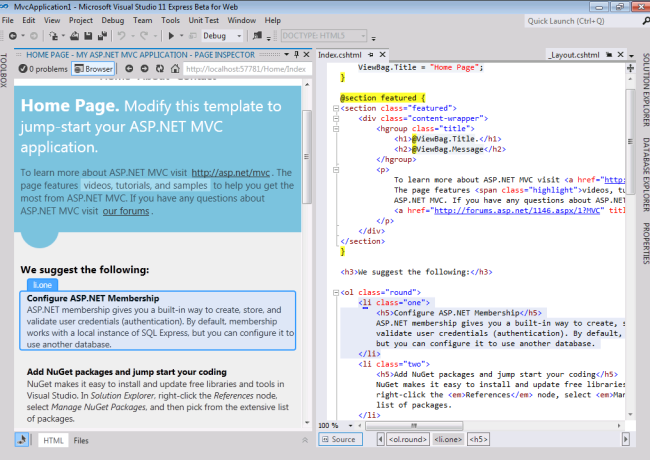 MvcApplication1 - Microsoft Visual Studio 11 Express Beta for Web
File Edit View Project Debug Team Tools Unit Test Window Help
Quick Launch (Ctrl+Q)
Debug
DOCTYPE: HTML5
TOOLBOX
HOME PAGE - MY ASP.NET MVC APPLICATION - PAGE INSPECTOR
0 problems Browser http://localhost:57781/Home/Index
Home Page. Modify this template to
jump-start your ASP.NET MVC
application.
To learn more about ASP.NET MVC visit http://asp.net/mvc . The
page features videos, tutorials, and samples to help you get the
most from ASP.NET MVC. If you have any questions about
ASP.NET MVC visit our forums .
We suggest the following:
li.one
Configure ASP.NET Membership
ASP.NET membership gives you a built-in way to create, store, and
validate user credentials (authentication). By default, membership
works with a local instance of SQL Express, but you can configure it to
use another database.
Add NuGet packages and jump start your coding
NuGet makes it easy to install and update free libraries and tools in
Visual Studio. In Solution Explorer, right-click the References node,
select Manage NuGet Packages, and then pick from the extensive list
of packages.
HTML Files
Index.cshtml
_Layout.cshtml
ViewBag.Title = "Home Page";
}
@section featured {
<section class="featured">
<div class="content-wrapper">
<hgroup class="title">
<h1>@ViewBag.Title.</h1>
<h2>@ViewBag.Message</h2>
</hgroup>
<p>
To learn more about ASP.NET MVC visit <a href="http:
The page features <span class="highlight">videos, tu
ASP.NET MVC. If you have any questions about ASP.NET
<a href="http://forums.asp.net/1146.aspx/1?MVC" titl
</p>
</div>
</section>
}
<h3>We suggest the following:</h3>
<ol class="round">
<li class="one">
<h5>Configure ASP.NET Membership</h5>
ASP.NET membership gives you a built-in way to create, s
validate user credentials (authentication). By default,
but you can configure it to use another database.
</li>
<li class="two">
<h5>Add NuGet packages and jump start your coding</h5>
NuGet makes it easy to install and update free libraries
right-click the <em>References</em> node, select <em>Man
list of packages.
</li>
100 %
Source <ol.round> <li.one> <h5>
SOLUTION EXPLORER
DATABASE EXPLORER
PROPERTIES